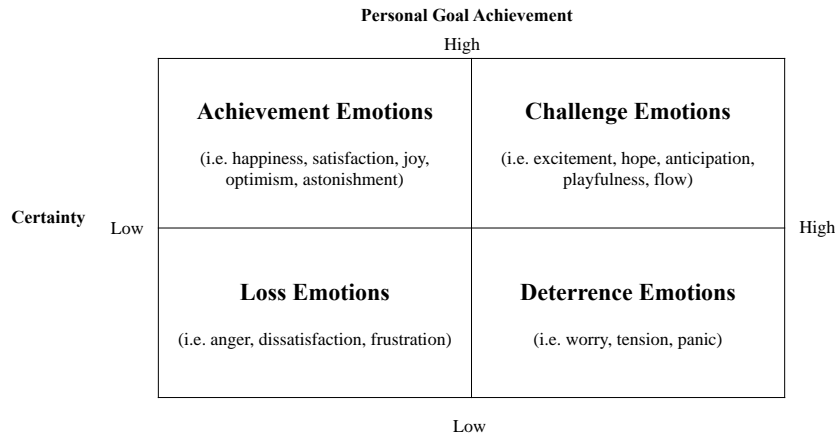 Personal Goal Achievement
High
Achievement Emotions
(i.e. happiness, satisfaction, joy,
optimism, astonishment)
Challenge Emotions
(i.e. excitement, hope, anticipation,
playfulness, flow)
Certainty
Low
High
Loss Emotions
(i.e. anger, dissatisfaction, frustration)
Deterrence Emotions
(i.e. worry, tension, panic)
Low